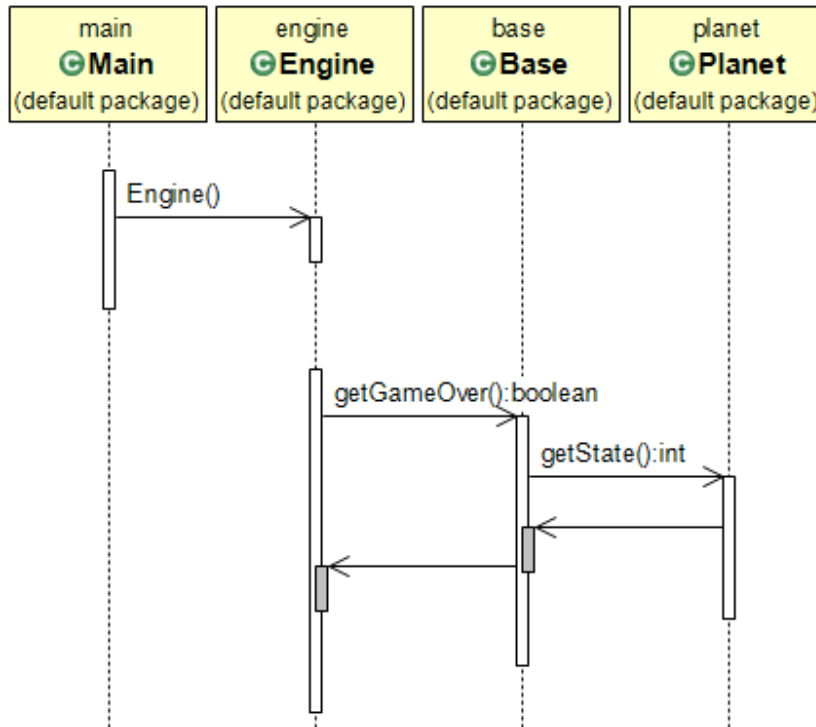 main
C Main
(default package)
engine
C Engine
(default package)
base
C Base
(default package)
planet
C Planet
(default package)
Engine()
getGameOver():boolean
getState():int